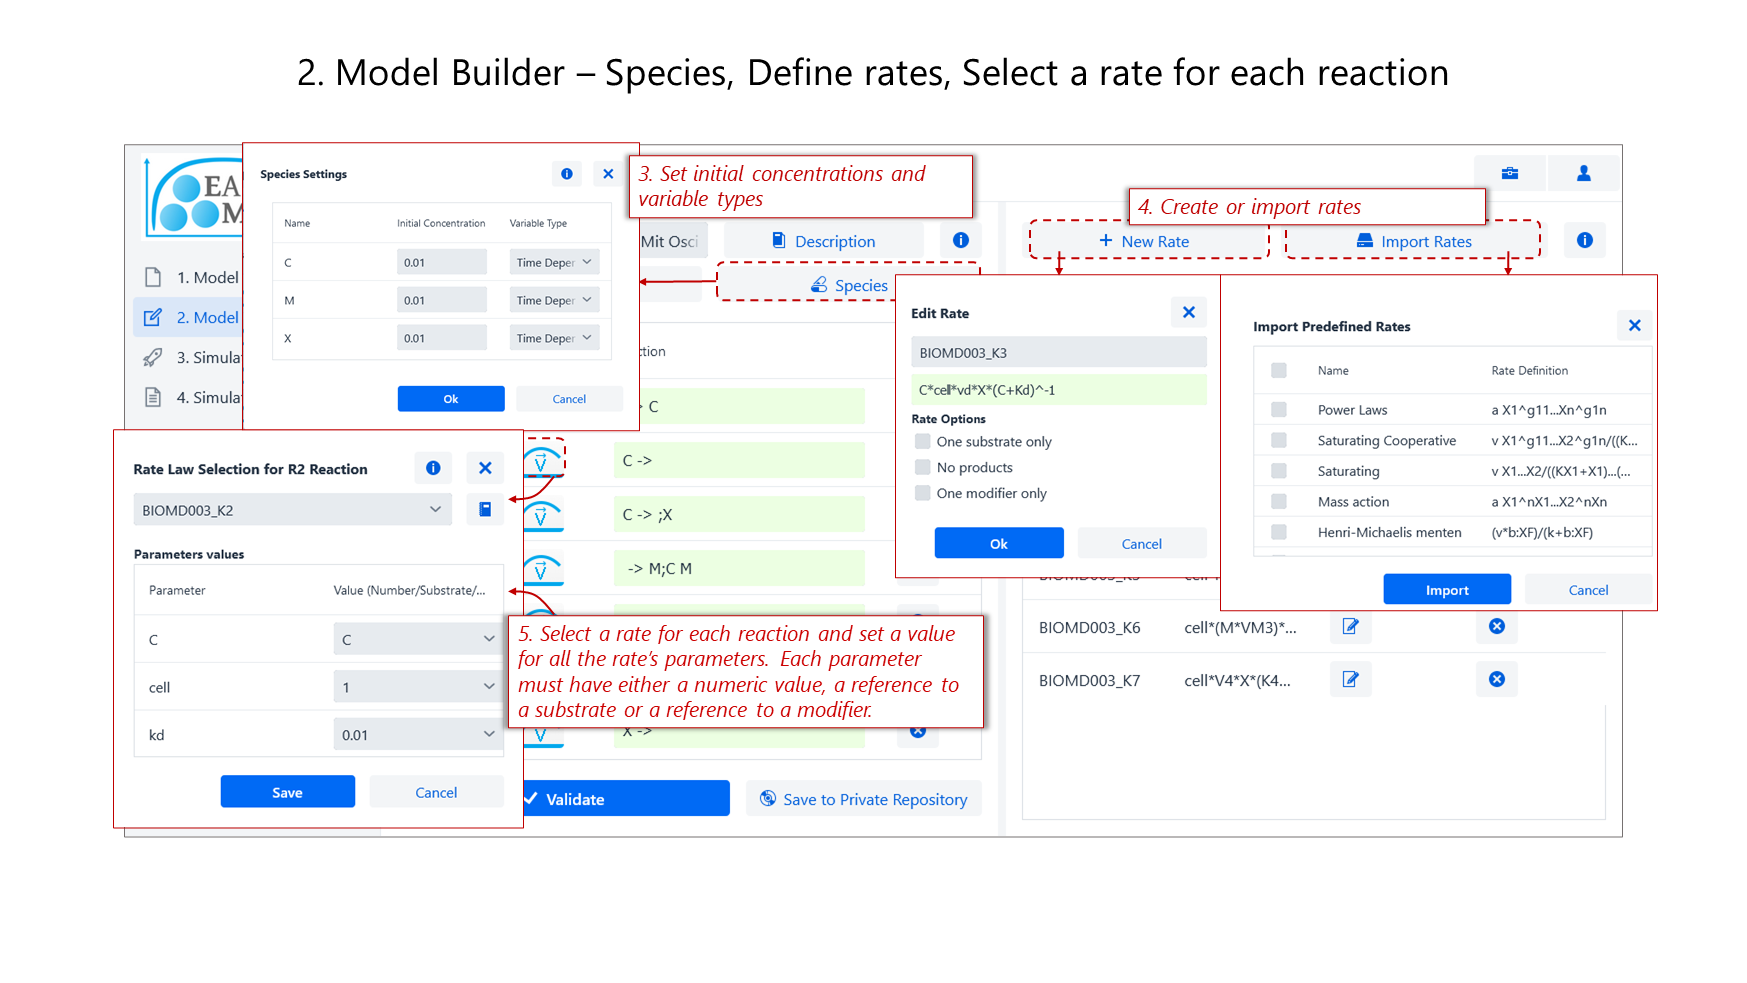 2. Model Builder – Species, Define rates, Select a rate for each reaction
Species Settings
Name Initial Concentration Variable Type
C 0.01 Time Deper
M 0.01 Time Deper
X 0.01 Time Deper
Ok Cancel
3. Set initial concentrations and
variable types
4. Create or import rates
EA
M
1. Model
2. Model
3. Simula
4. Simula
Mit Osci
Description
Species
New Rate
Import Rates
ction
-> C
C ->
C -> ;X
-> M;C M
X ->
Validate
Save to Private Repository
Rate Law Selection for R2 Reaction
BIOMD003_K2
Parameters values
Parameter Value (Number/Substrate/...
C C
cell 1
kd 0.01
Save Cancel
5. Select a rate for each reaction and set a value
for all the rate's parameters. Each parameter
must have either a numeric value, a reference to
a substrate or a reference to a modifier.
Edit Rate
BIOMD003_K3
C*cell*vd*X*(C+Kd)^-1
Rate Options
One substrate only
No products
One modifier only
Ok Cancel
Import Predefined Rates
Name Rate Definition
Power Laws a X1^g11...Xn^g1n
Saturating Cooperative v X1^g11...X2^g1n/((K...
Saturating v X1...X2/((KX1+X1)...(...
Mass action a X1^nX1...X2^nXn
Henri-Michaelis menten (v*b:XF)/(k+b:XF)
Import Cancel
BIOMD003_K6 cell*(M*VM3)*...
BIOMD003_K7 cell*V4*X*(K4...